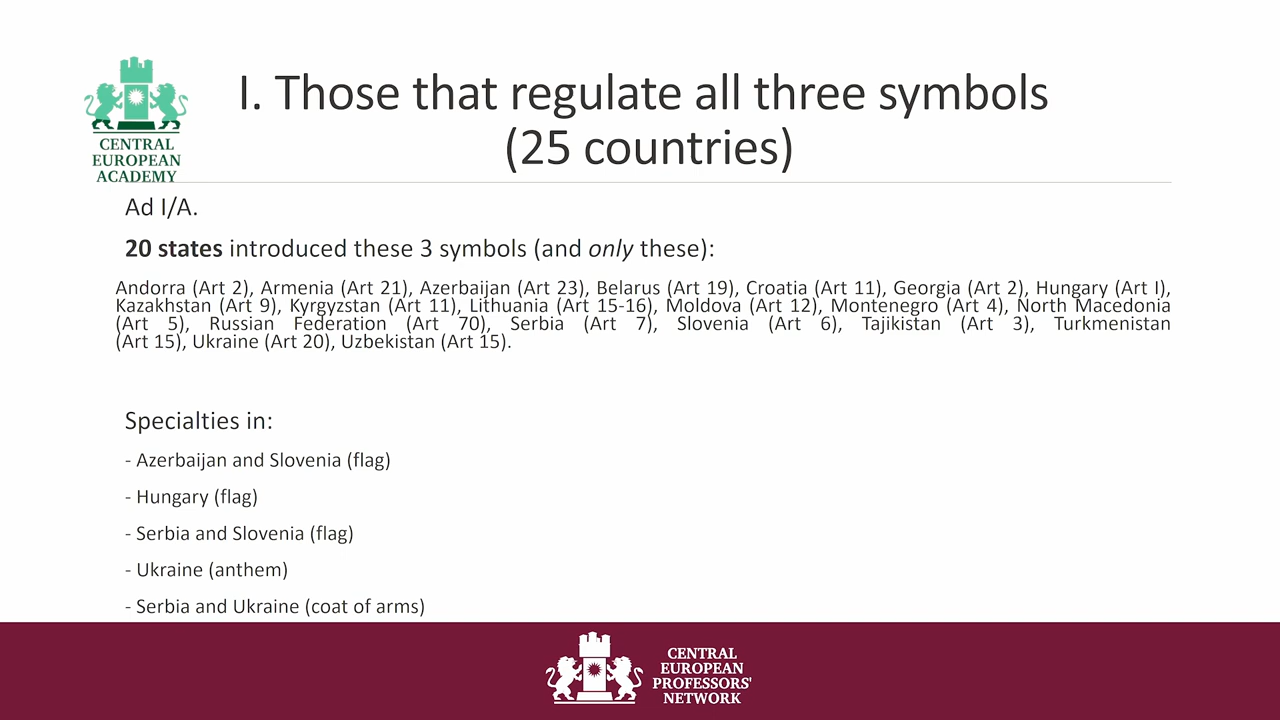 I. Those that regulate all three symbols
(25 countries)
CENTRAL
EUROPEAN
ACADEMY
Ad I/A.
20 states introduced these 3 symbols (and only these):
Andorra (Art 2), Armenia (Art 21), Azerbaijan (Art 23), Belarus (Art 19), Croatia (Art 11), Georgia (Art 2), Hungary (Art I),
Kazakhstan (Art 9), Kyrgyzstan (Art 11), Lithuania (Art 15-16), Moldova (Art 12), Montenegro (Art 4), North Macedonia
(Art 5), Russian Federation (Art 70), Serbia (Art 7), Slovenia (Art 6), Tajikistan (Art 3), Turkmenistan
(Art 15), Ukraine (Art 20), Uzbekistan (Art 15).
Specialties in:
- Azerbaijan and Slovenia (flag)
- Hungary (flag)
- Serbia and Slovenia (flag)
- Ukraine (anthem)
- Serbia and Ukraine (coat of arms)
CENTRAL
EUROPEAN
PROFESSORS'
NETWORK